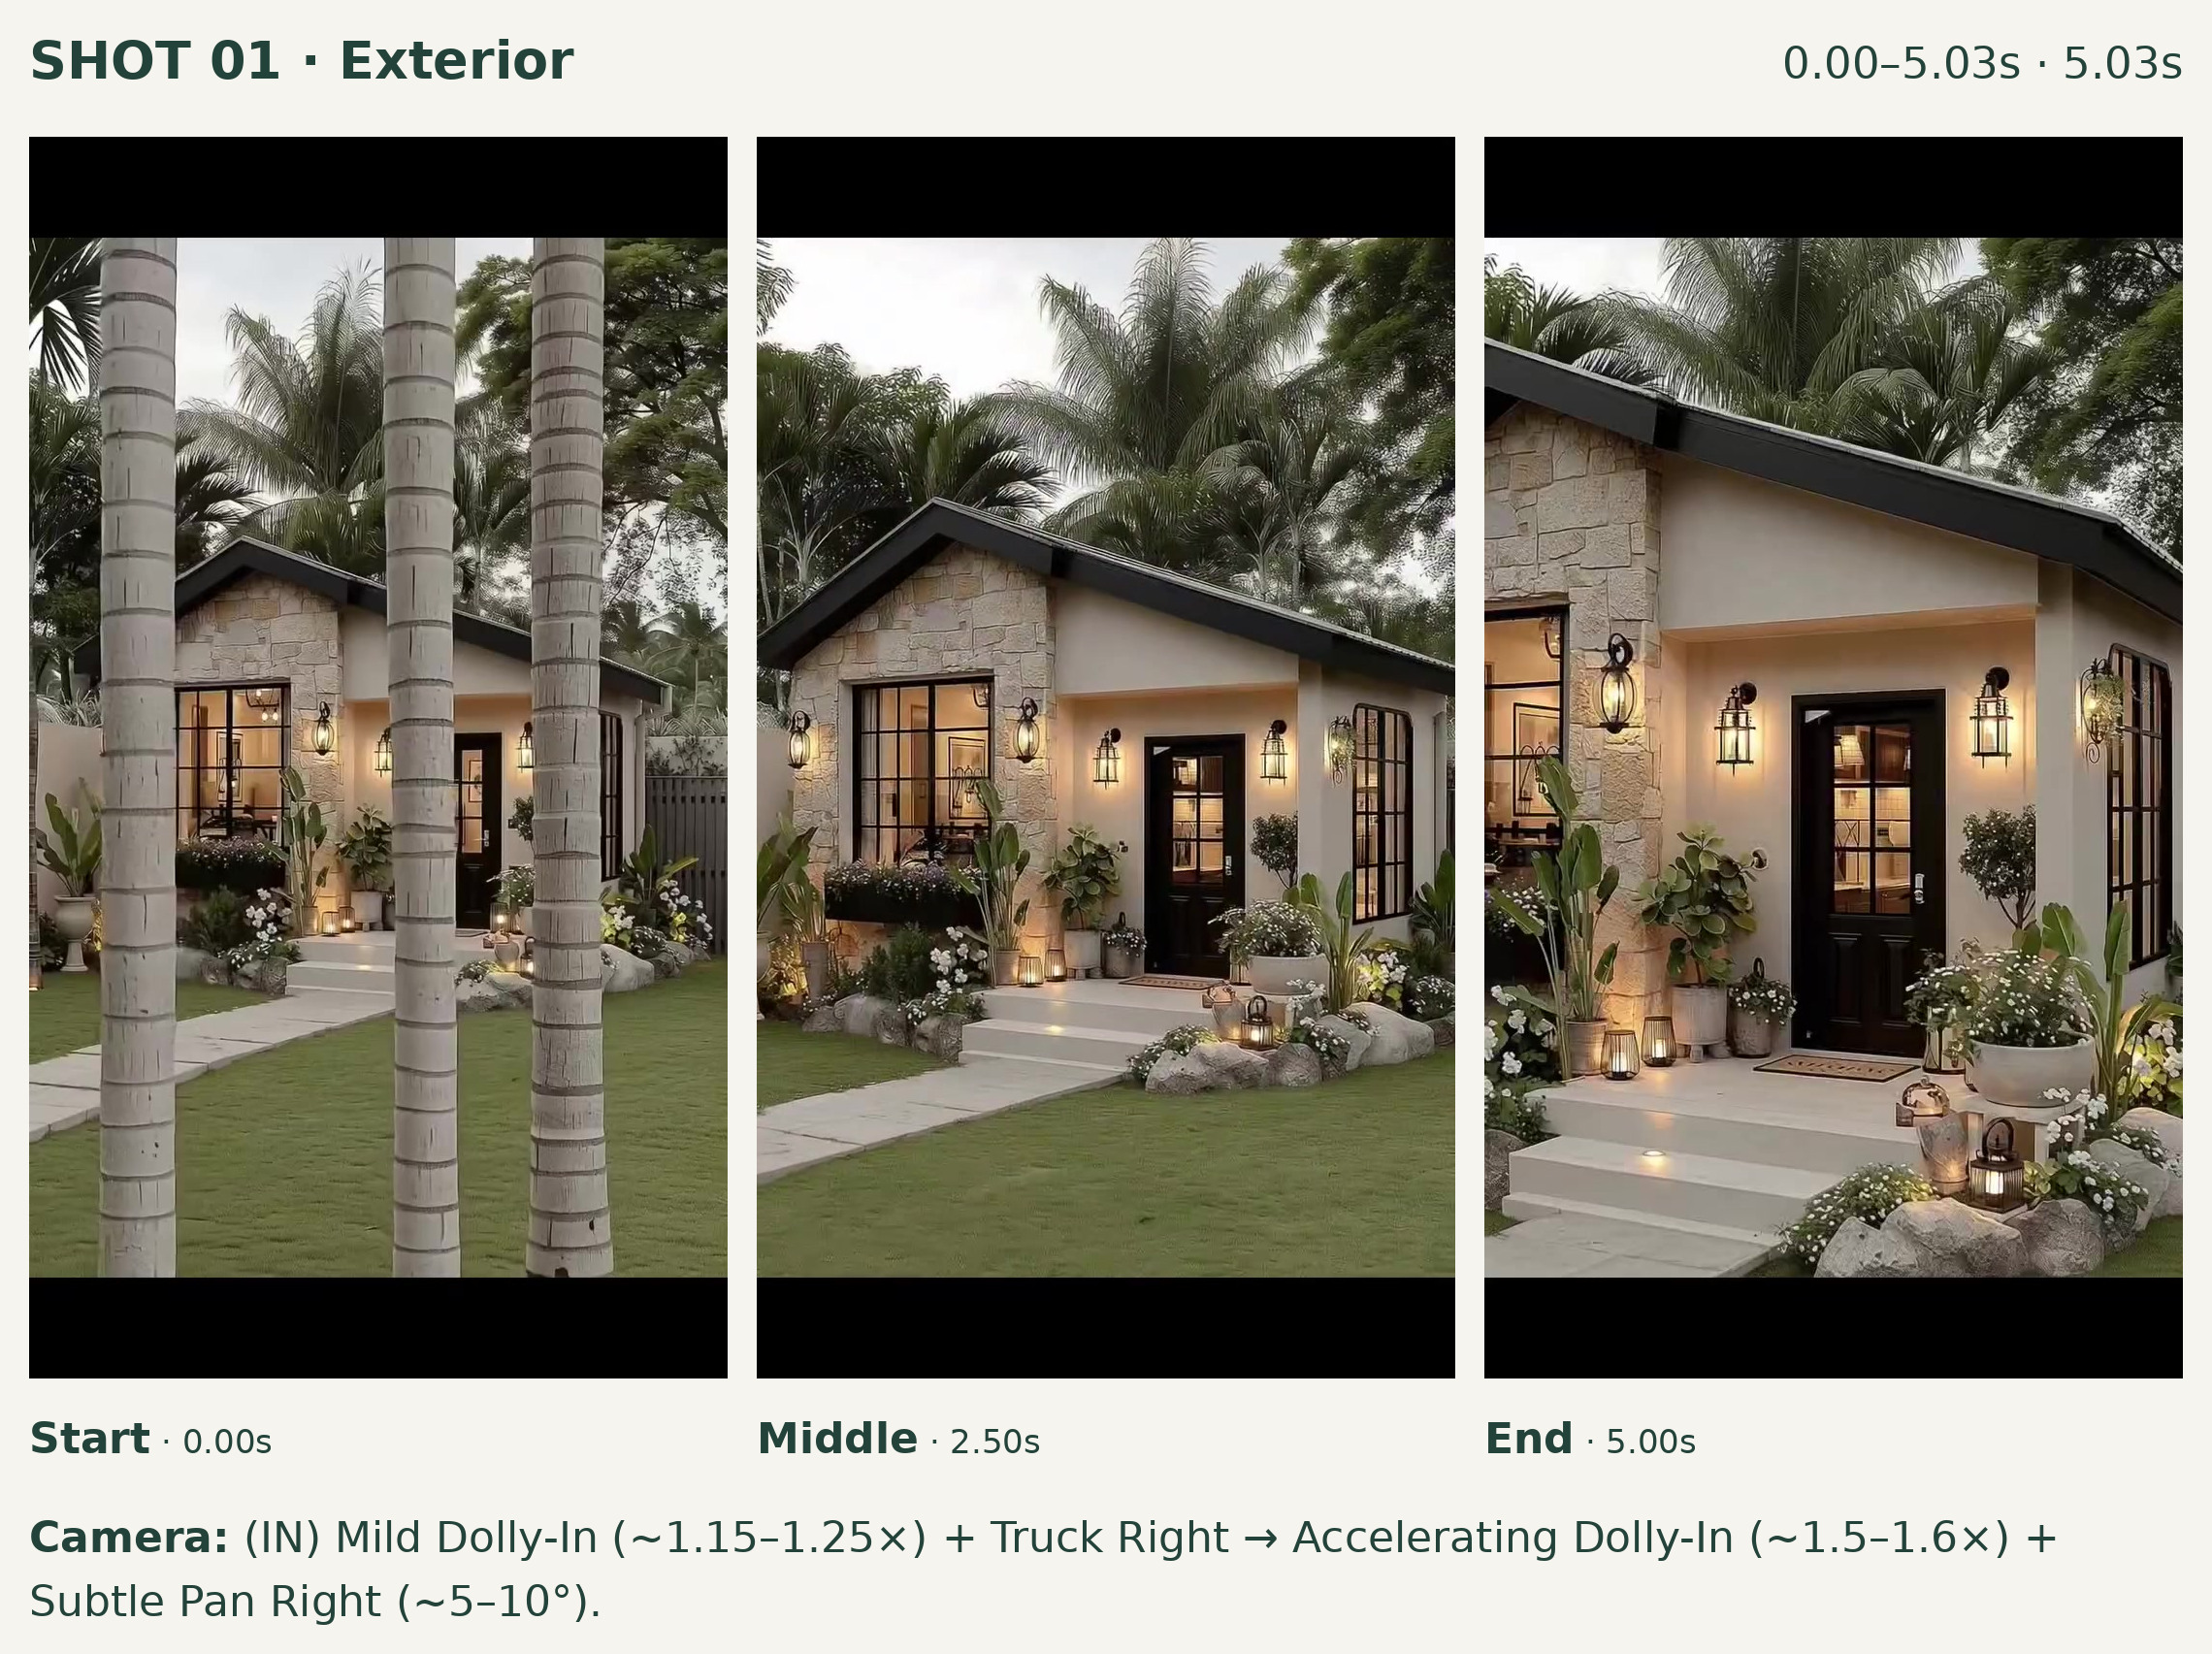 SHOT 01 · Exterior
0.00–5.03s · 5.03s
Start · 0.00s
Middle · 2.50s
End · 5.00s
Camera: (IN) Mild Dolly-In (~1.15–1.25×) + Truck Right → Accelerating Dolly-In (~1.5–1.6×) +
Subtle Pan Right (~5–10°).